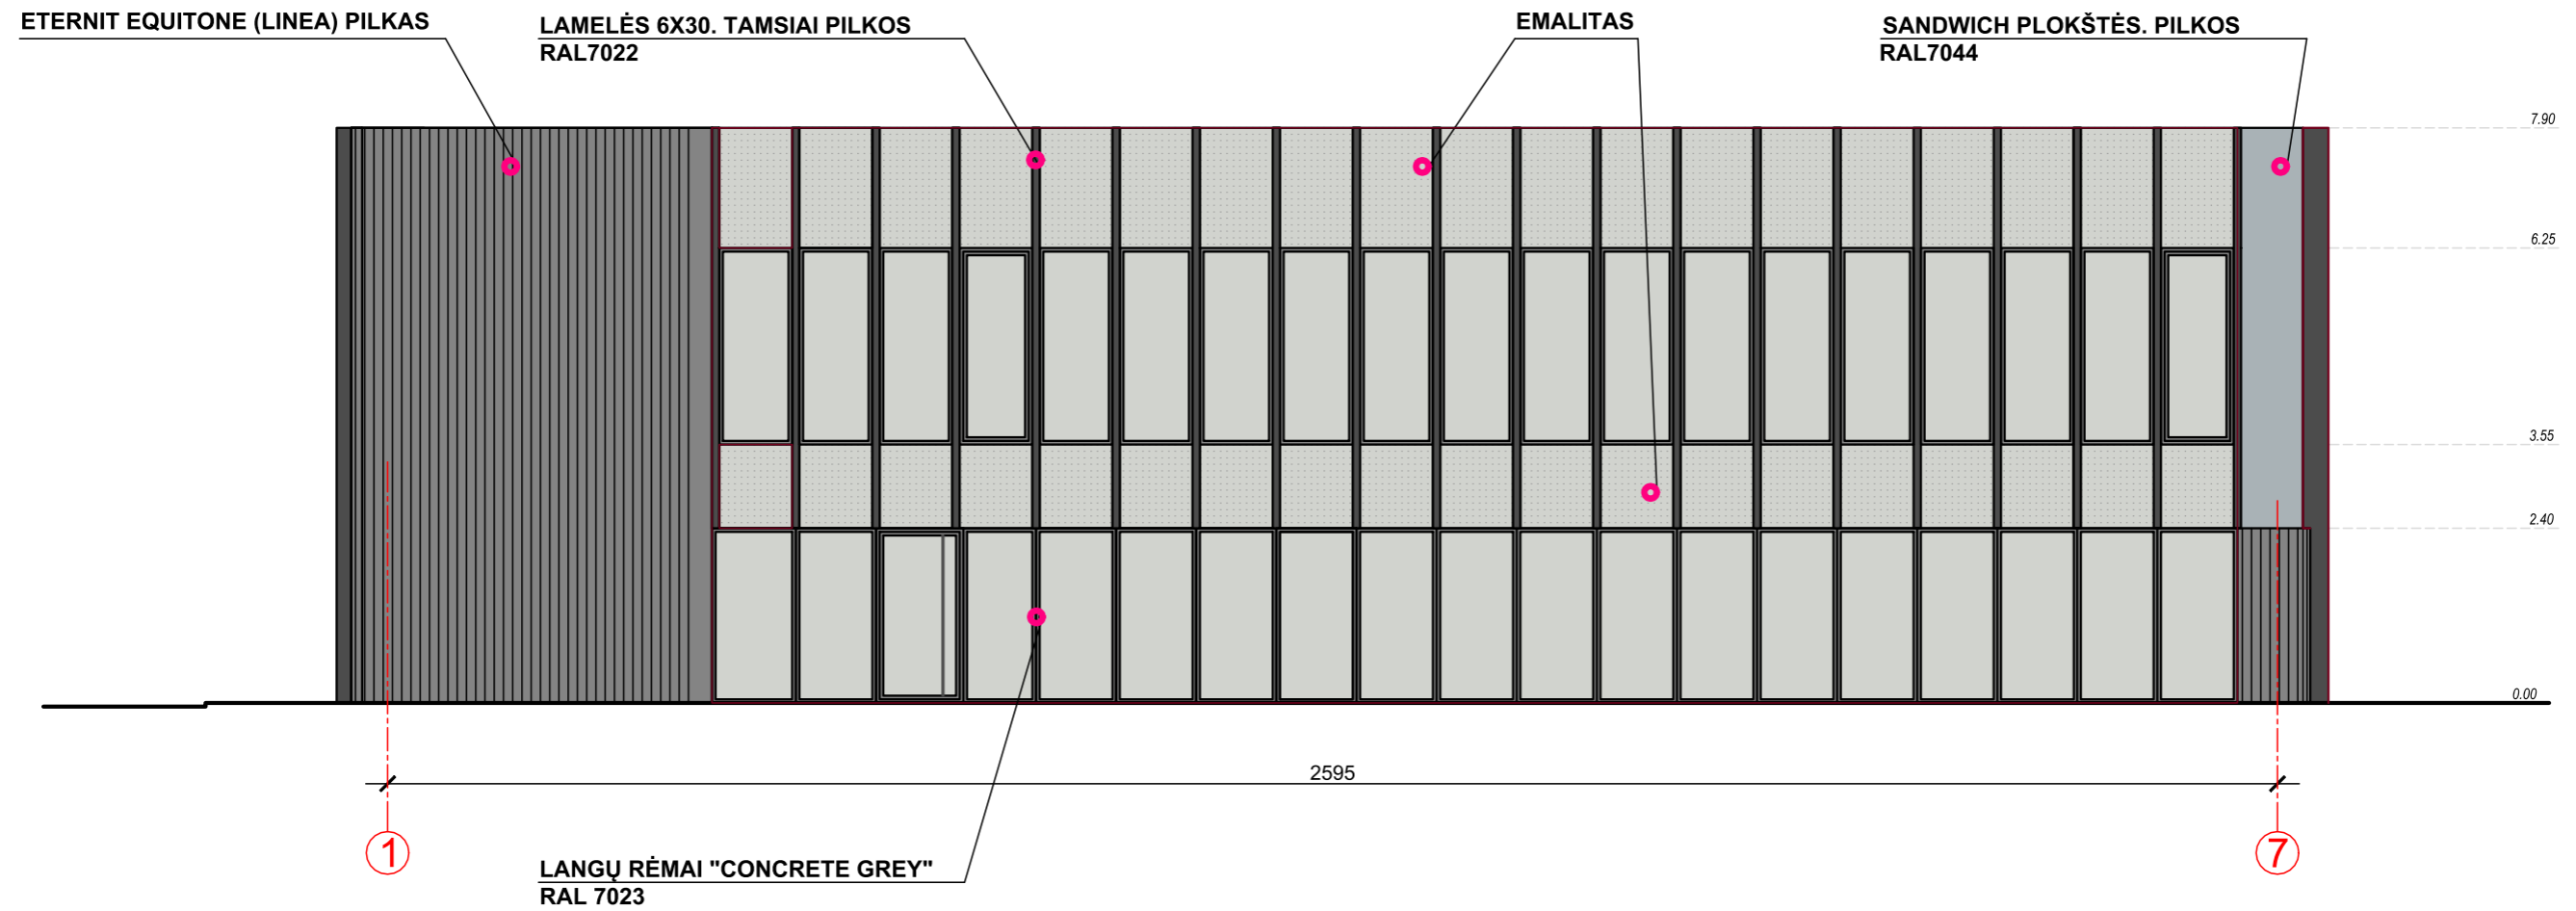 ETERNIT EQUITONE (LINEA) PILKAS
LAMELĖS 6X30. TAMSIAI PILKOS
RAL7022
EMALITAS
SANDWICH PLOKŠTĖS. PILKOS
RAL7044
7.90
6.25
3.55
2.40
0.00
2595
1
7
LANGŲ RĖMAI "CONCRETE GREY"
RAL 7023